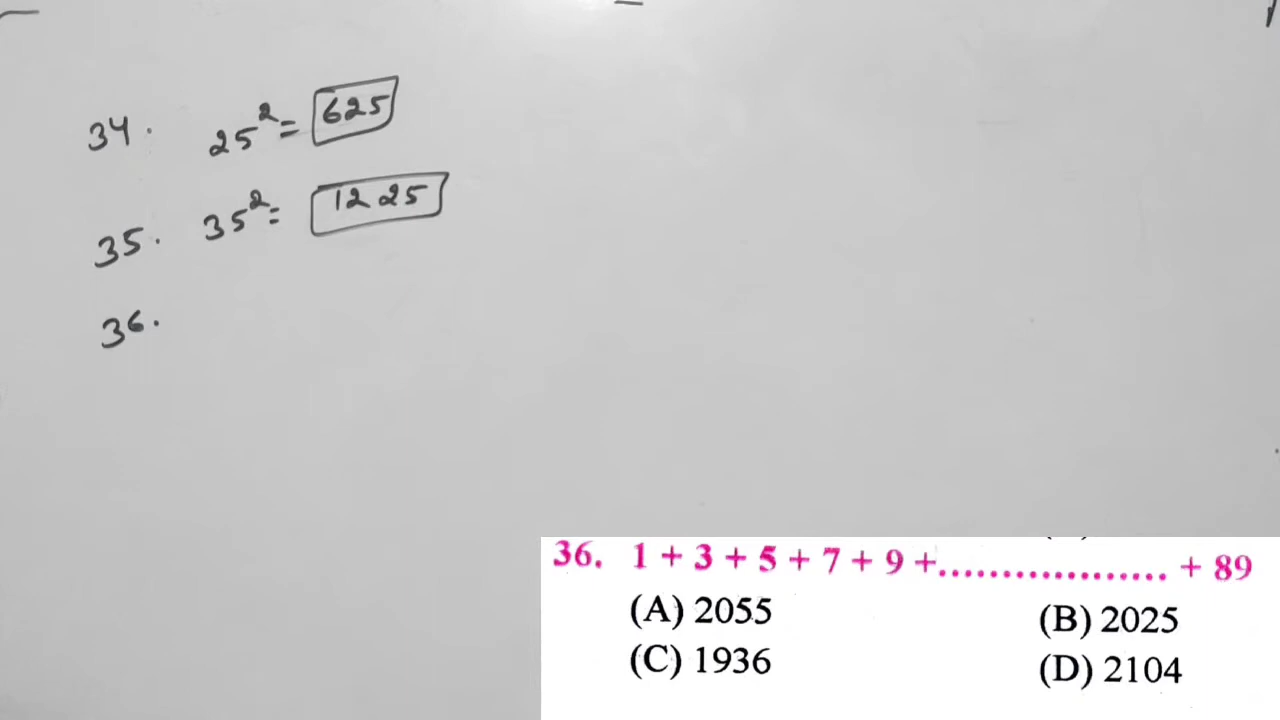 34. 25² = 625
35. 35² = 1225
36.
36. 1 + 3 + 5 + 7 + 9 +.................. + 89
(A) 2055 (B) 2025
(C) 1936 (D) 2104